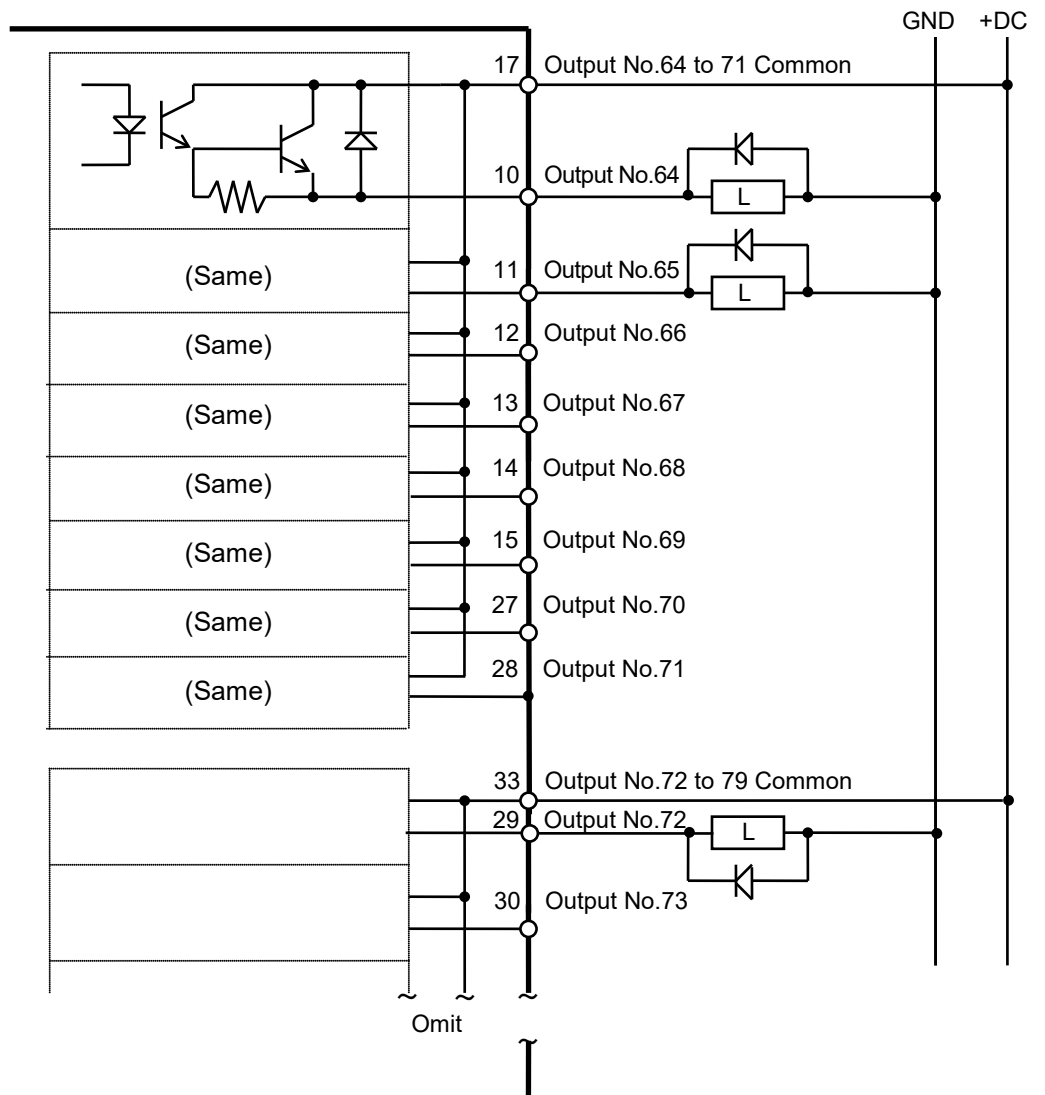 GND +DC
17 Output No.64 to 71 Common
10 Output No.64
L
11 Output No.65
L
(Same)
12 Output No.66
(Same)
13 Output No.67
(Same)
14 Output No.68
(Same)
15 Output No.69
(Same)
27 Output No.70
(Same)
28 Output No.71
(Same)
33 Output No.72 to 79 Common
29 Output No.72
L
30 Output No.73
Omit